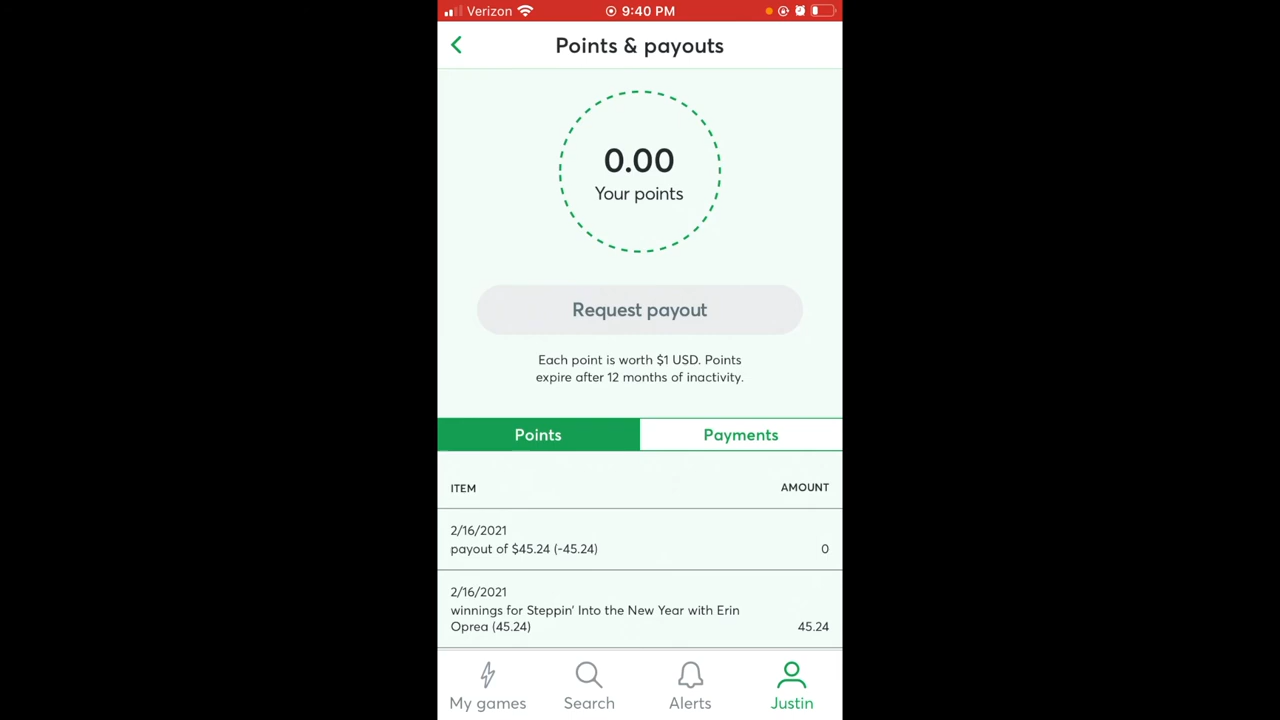 Verizon 9:40 PM
Points & payouts
0.00
Your points
Request payout
Each point is worth $1 USD. Points
expire after 12 months of inactivity.
Points Payments
ITEM AMOUNT
2/16/2021
payout of $45.24 (-45.24) 0
2/16/2021
winnings for Steppin' Into the New Year with Erin
Oprea (45.24) 45.24
My games Search Alerts Justin